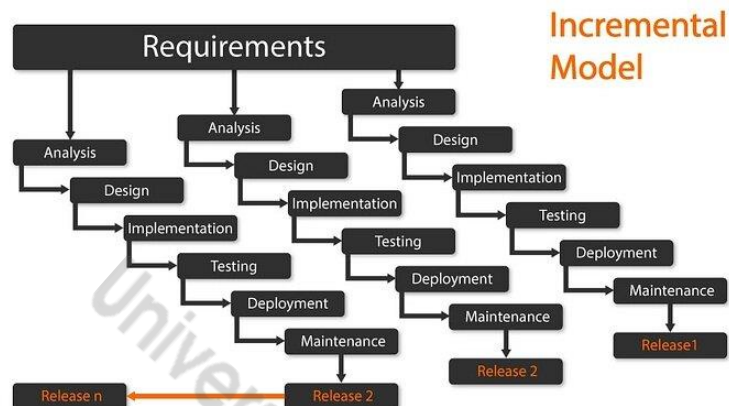 Incremental
Model
Requirements
Analysis
Design
Implementation
Testing
Deployment
Maintenance
Release 2
Release n
Analysis
Design
Implementation
Testing
Deployment
Maintenance
Release 2
Analysis
Design
Implementation
Testing
Deployment
Maintenance
Release1